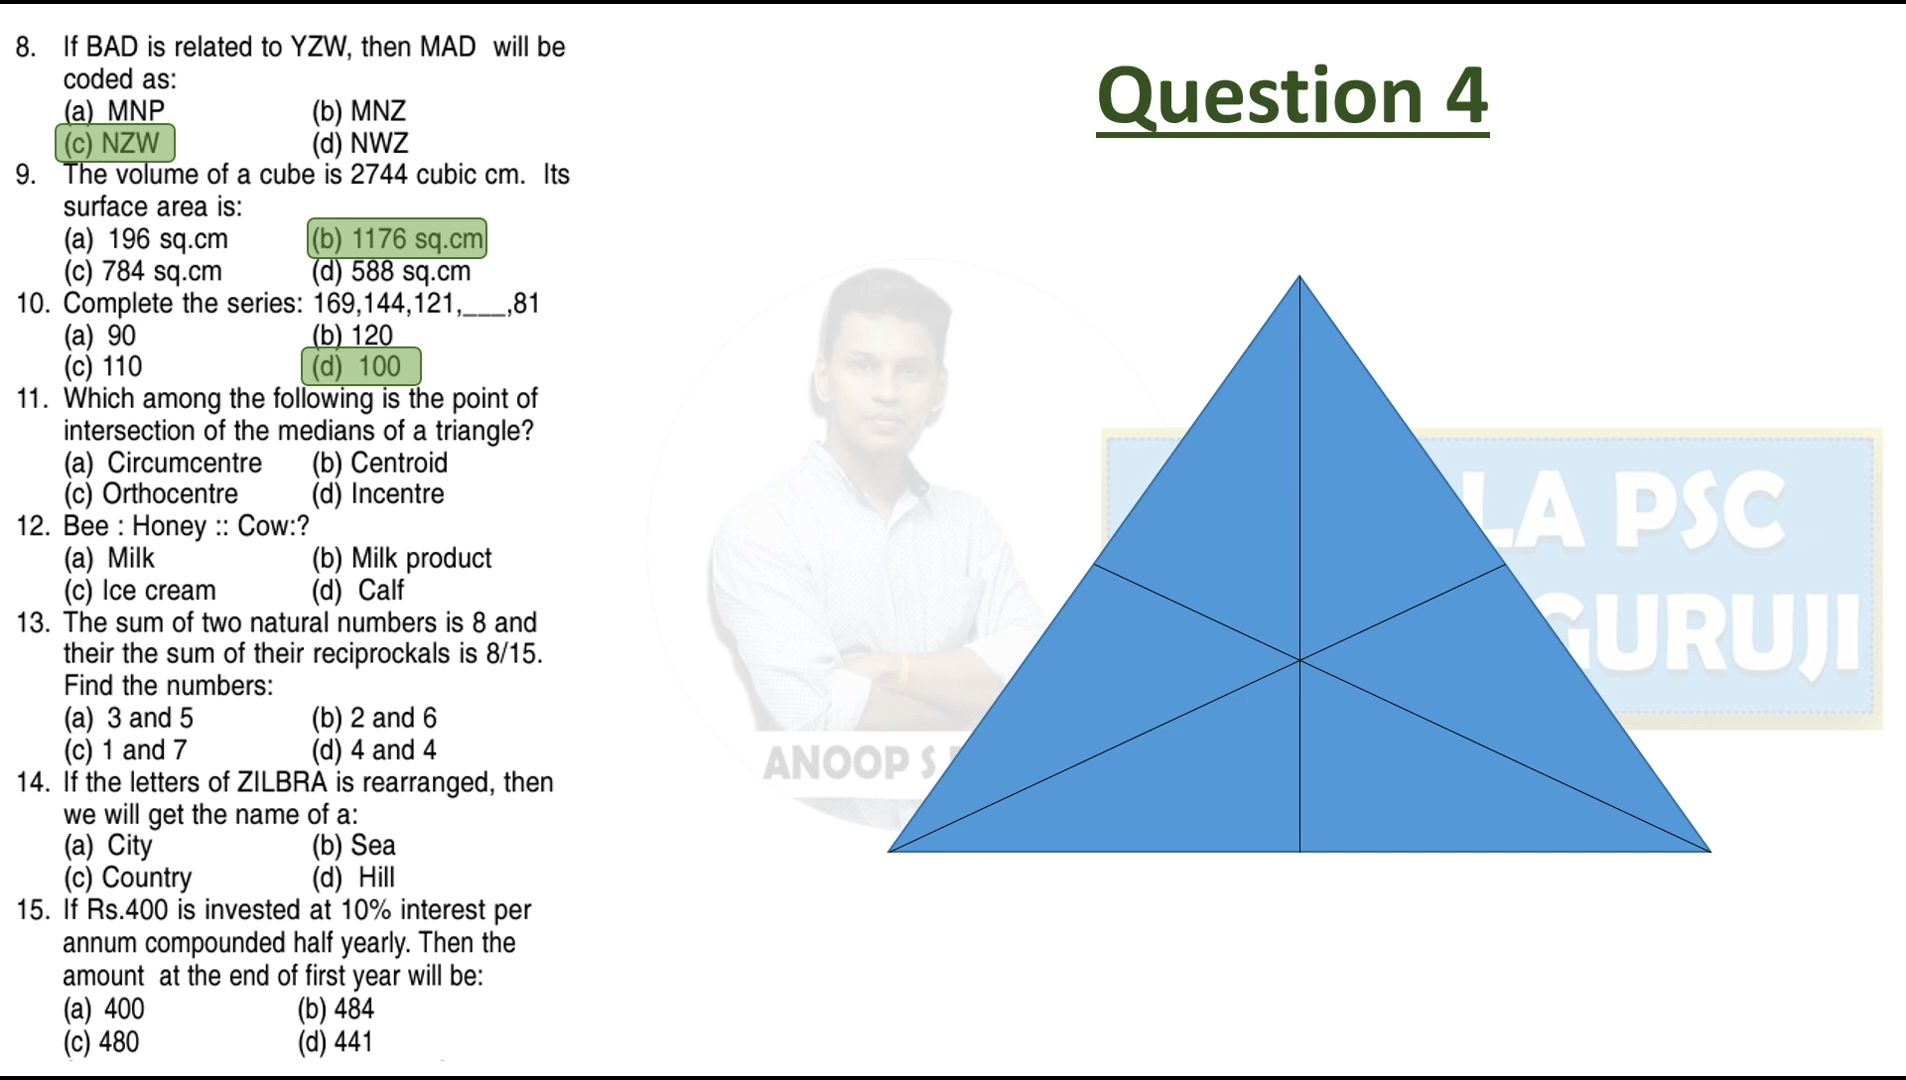 8. If BAD is related to YZW, then MAD will be
coded as:
(a) MNP (b) MNZ
(c) NZW (d) NWZ
9. The volume of a cube is 2744 cubic cm. Its
surface area is:
(a) 196 sq.cm (b) 1176 sq.cm
(c) 784 sq.cm (d) 588 sq.cm
10. Complete the series: 169,144,121,___,81
(a) 90 (b) 120
(c) 110 (d) 100
11. Which among the following is the point of
intersection of the medians of a triangle?
(a) Circumcentre (b) Centroid
(c) Orthocentre (d) Incentre
12. Bee : Honey :: Cow:?
(a) Milk (b) Milk product
(c) Ice cream (d) Calf
13. The sum of two natural numbers is 8 and
their the sum of their reciprockals is 8/15.
Find the numbers:
(a) 3 and 5 (b) 2 and 6
(c) 1 and 7 (d) 4 and 4
14. If the letters of ZILBRA is rearranged, then
we will get the name of a:
(a) City (b) Sea
(c) Country (d) Hill
15. If Rs.400 is invested at 10% interest per
annum compounded half yearly. Then the
amount at the end of first year will be:
(a) 400 (b) 484
(c) 480 (d) 441
Question 4
LA PSC
GURUJI
ANOOP S